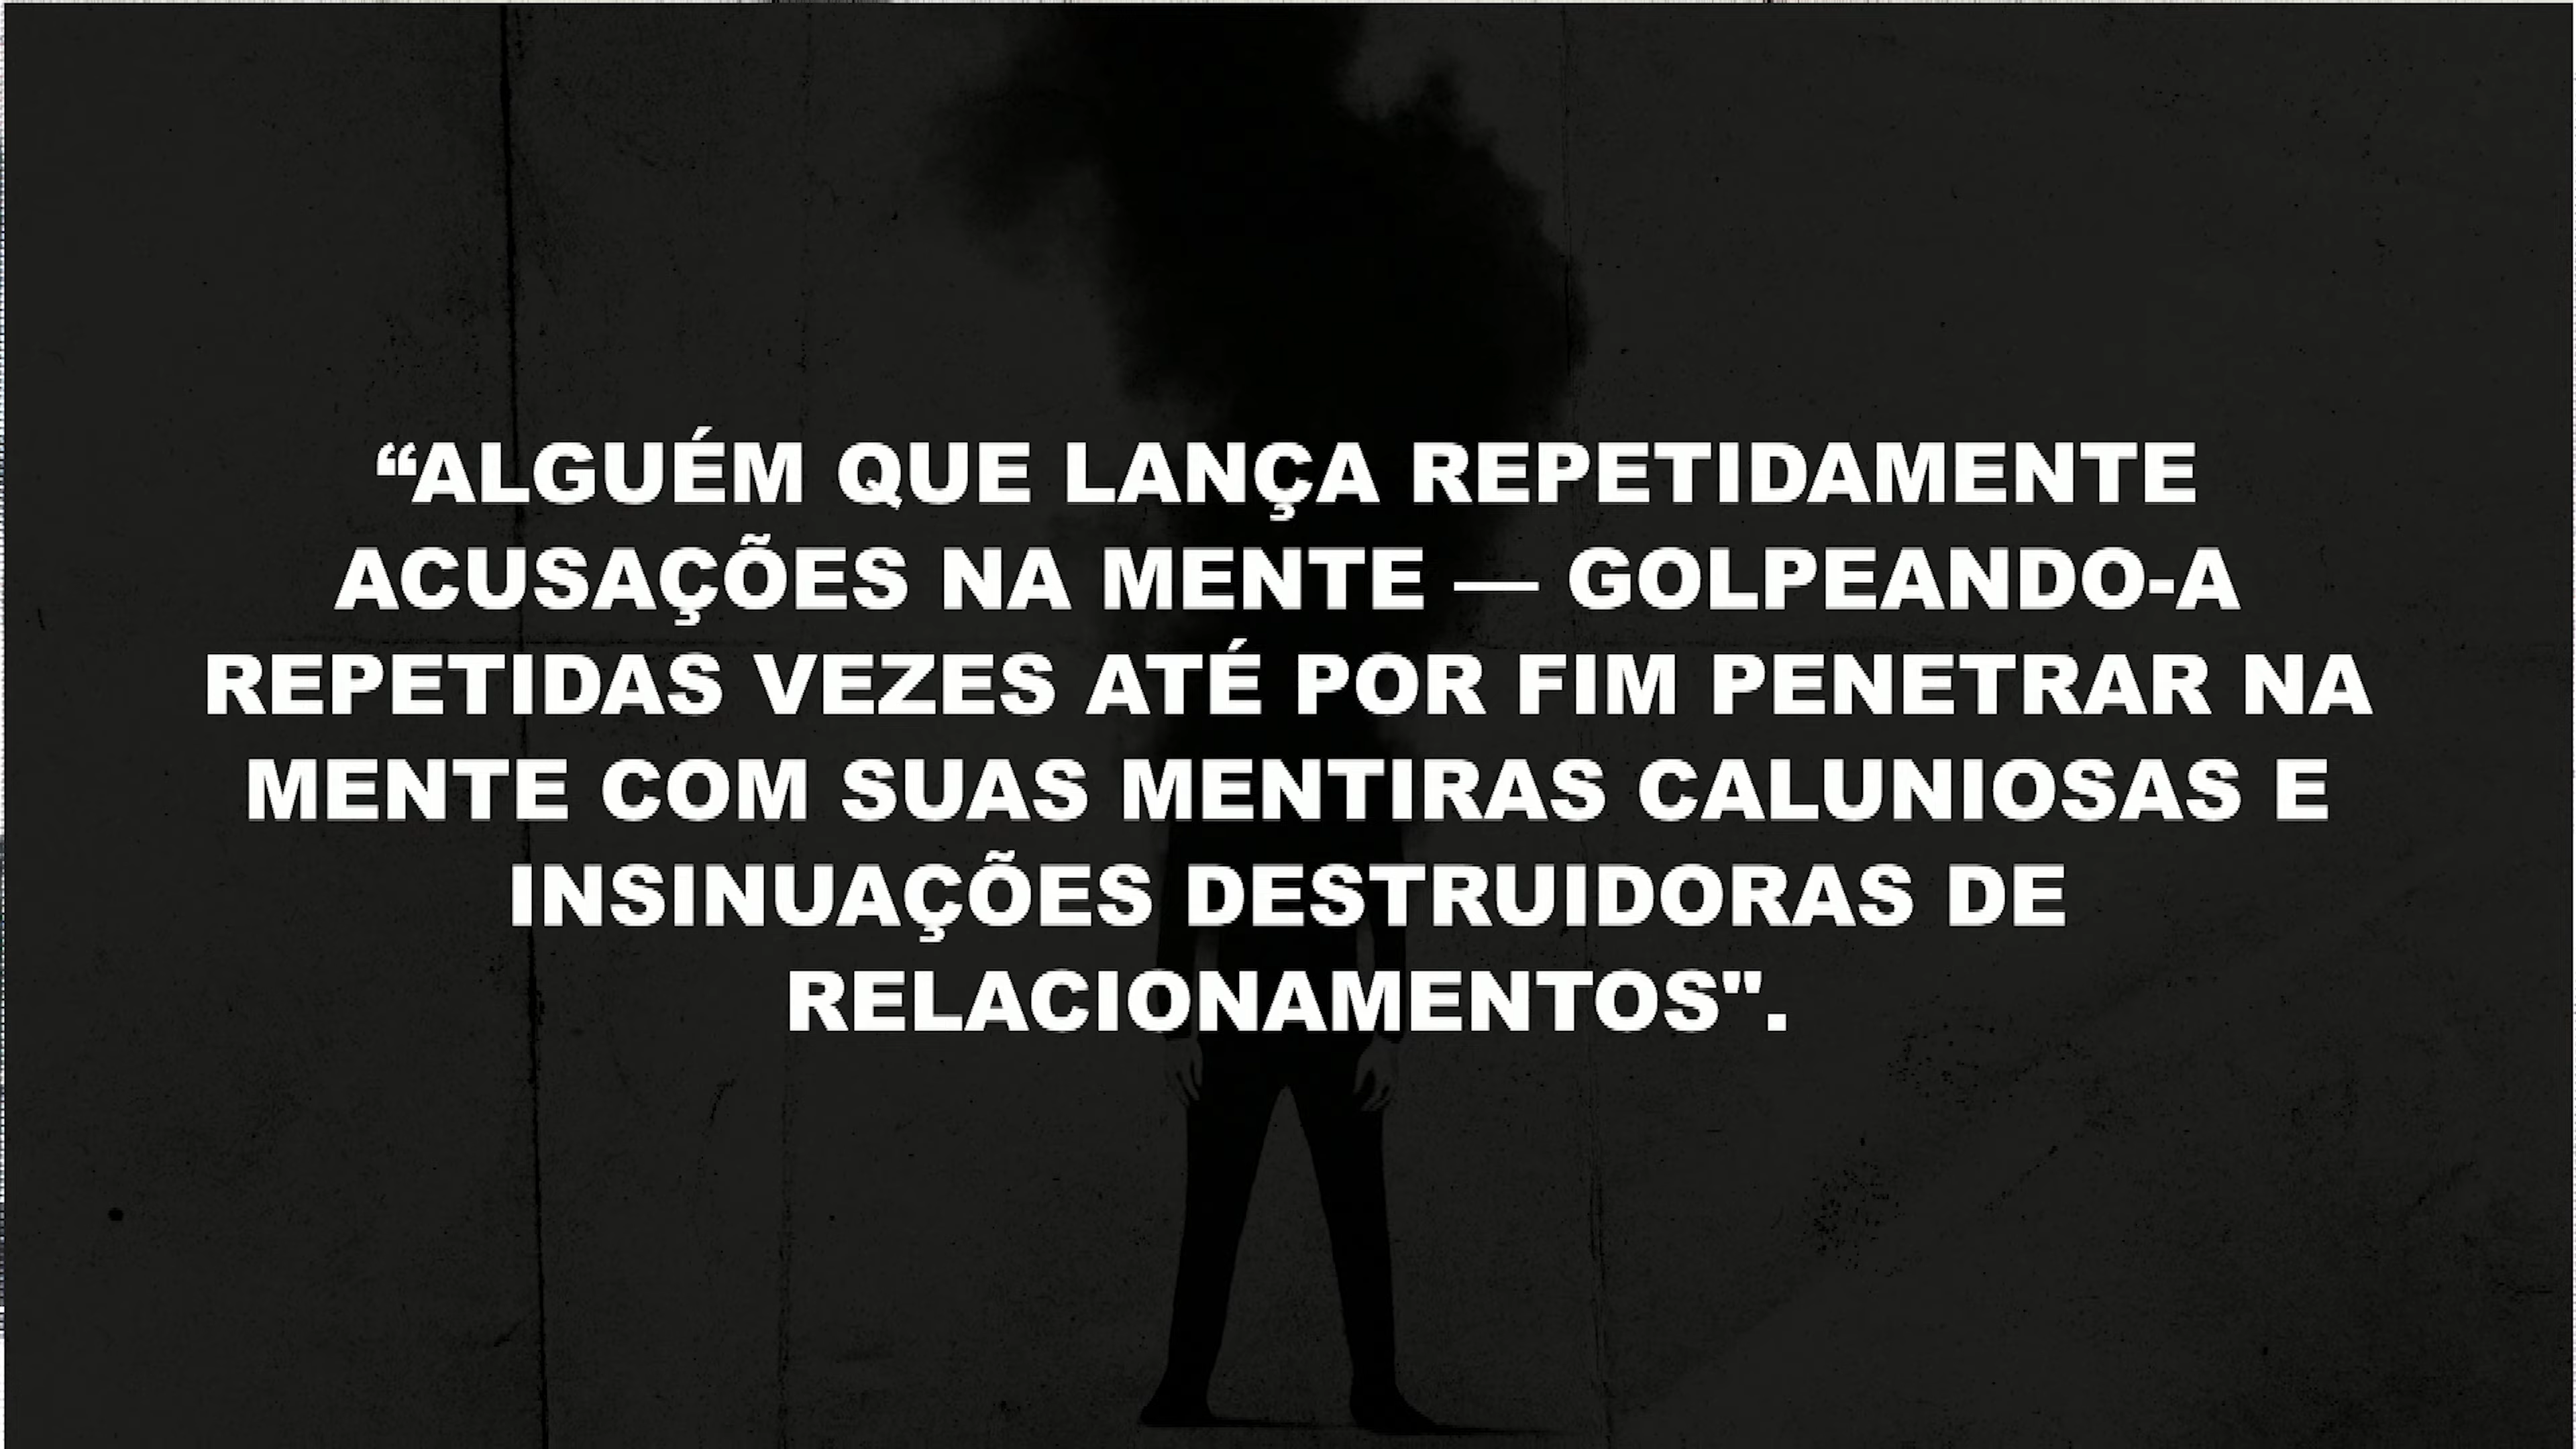 “ALGUÉM QUE LANÇA REPETIDAMENTE
ACUSAÇÕES NA MENTE — GOLPEANDO-A
REPETIDAS VEZES ATÉ POR FIM PENETRAR NA
MENTE COM SUAS MENTIRAS CALUNIOSAS E
INSINUAÇÕES DESTRUIDORAS DE
RELACIONAMENTOS".